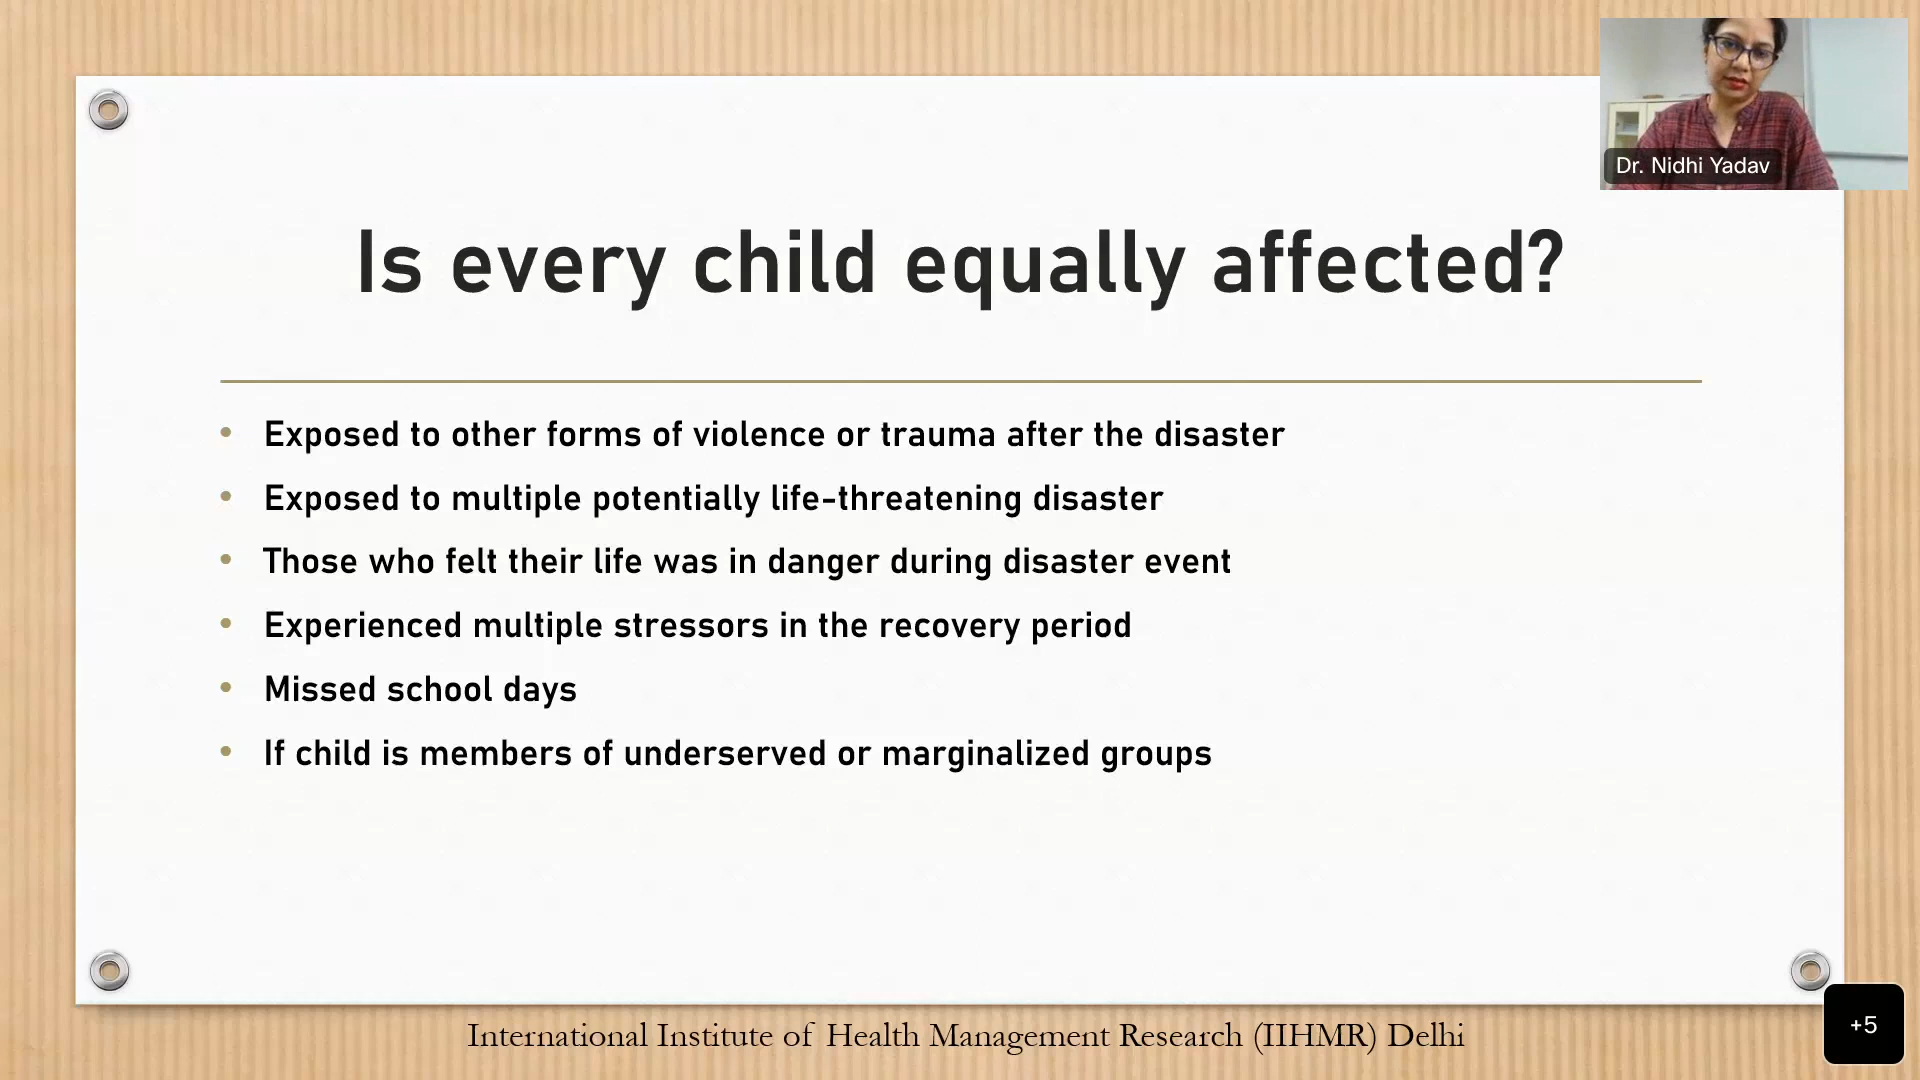 Dr. Nidhi Yadav
Is every child equally affected?
• Exposed to other forms of violence or trauma after the disaster
• Exposed to multiple potentially life-threatening disaster
• Those who felt their life was in danger during disaster event
• Experienced multiple stressors in the recovery period
• Missed school days
• If child is members of underserved or marginalized groups
International Institute of Health Management Research (IIHMR) Delhi
+5